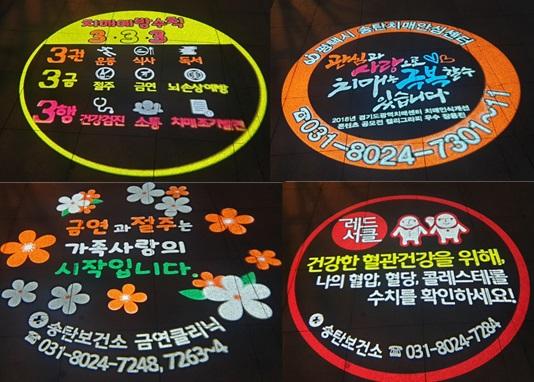 치매예방수칙
3·3·3
3권 운동 식사 독서
3금 절주 금연 뇌손상예방
3행 건강검진 소통 치매조기발견
평택시 송탄치매안심센터
관심과
사랑으로
치매를 극복할수
있습니다
2018년 경기도광역치매센터 치매인식개선
콘텐츠 공모전 캘리그라피 우수
☎031-8024-7301~11
금연과 절주는
가족사랑의
시작입니다.
송탄보건소 금연클리닉
☎ 031-8024-7248, 7263~4
레드
서클
건강한 혈관건강을 위해,
나의 혈압, 혈당, 콜레스테롤
수치를 확인하세요!
송탄보건소 ☎ 031-8024-7284